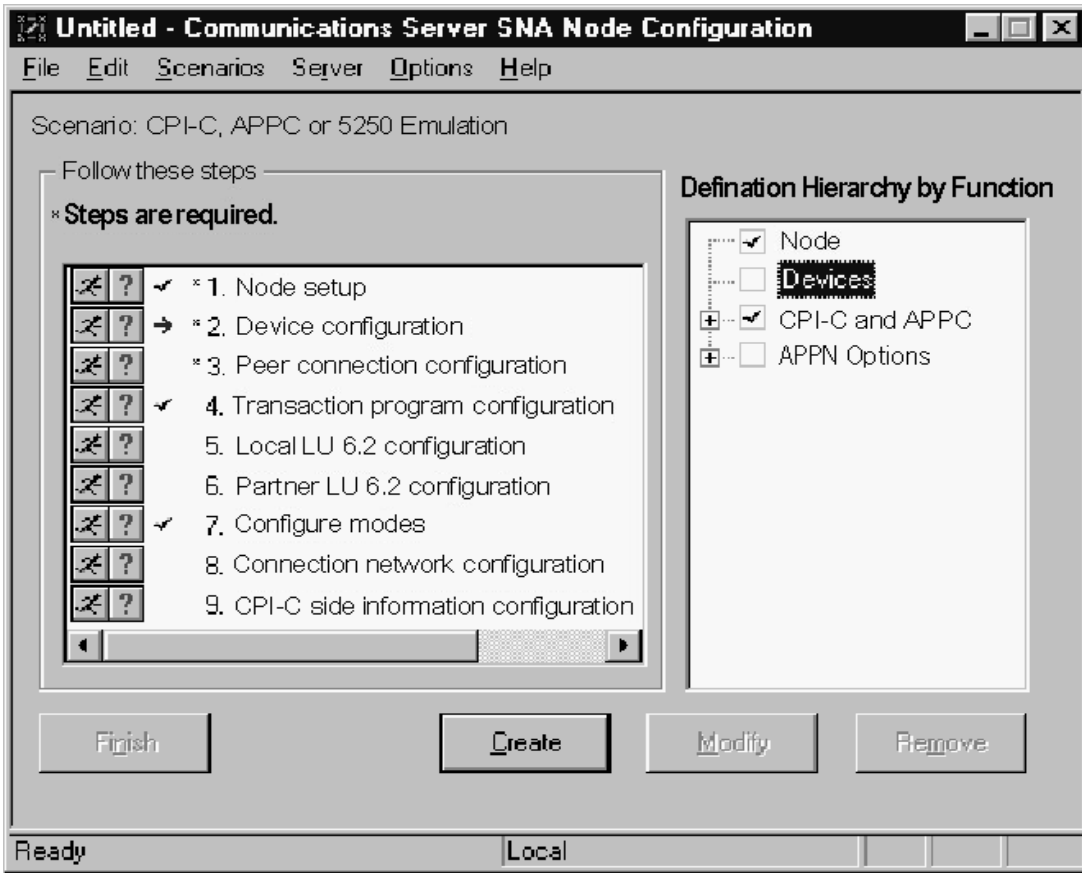 Untitled - Communications Server SNA Node Configuration
File Edit Scenarios Server Options Help
Scenario: CPI-C, APPC or 5250 Emulation
Follow these steps
* Steps are required.
? * 1. Node setup
? * 2. Device configuration
? * 3. Peer connection configuration
? 4. Transaction program configuration
? 5. Local LU 6.2 configuration
? 6. Partner LU 6.2 configuration
? 7. Configure modes
? 8. Connection network configuration
? 9. CPI-C side information configuration
Defination Hierarchy by Function
Node
Devices
CPI-C and APPC
APPN Options
Finish Create Modify Remove
Ready Local